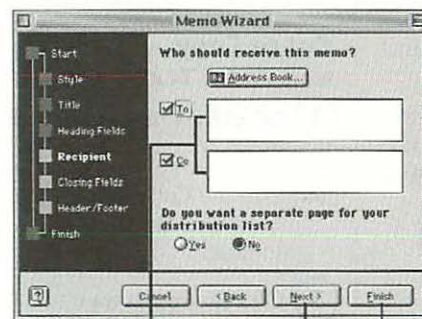 Memo Wizard
Start
Style
Title
Heading Fields
Recipient
Closing Fields
Header/Footer
Finish
Who should receive this memo?
Address Book...
To
Cc
Do you want a separate page for your
distribution list?
Yes
No
?
Cancel
< Back
Next >
Finish